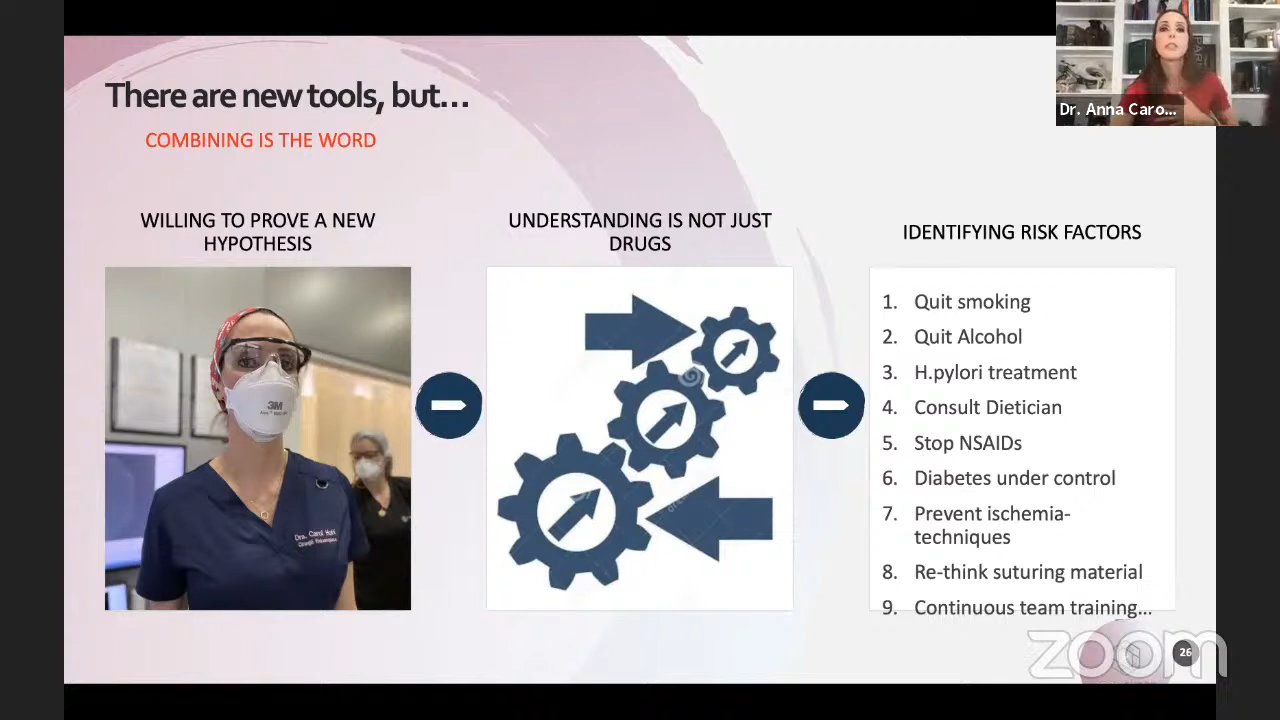 There are new tools, but…
COMBINING IS THE WORD
Dr. Anna Caro...
WILLING TO PROVE A NEW
HYPOTHESIS
UNDERSTANDING IS NOT JUST
DRUGS
IDENTIFYING RISK FACTORS
3M
Dra. Carol Hoff
1. Quit smoking
2. Quit Alcohol
3. H.pylori treatment
4. Consult Dietician
5. Stop NSAIDs
6. Diabetes under control
7. Prevent ischemia-
techniques
8. Re-think suturing material
9. Continuous team training…
zoom
26